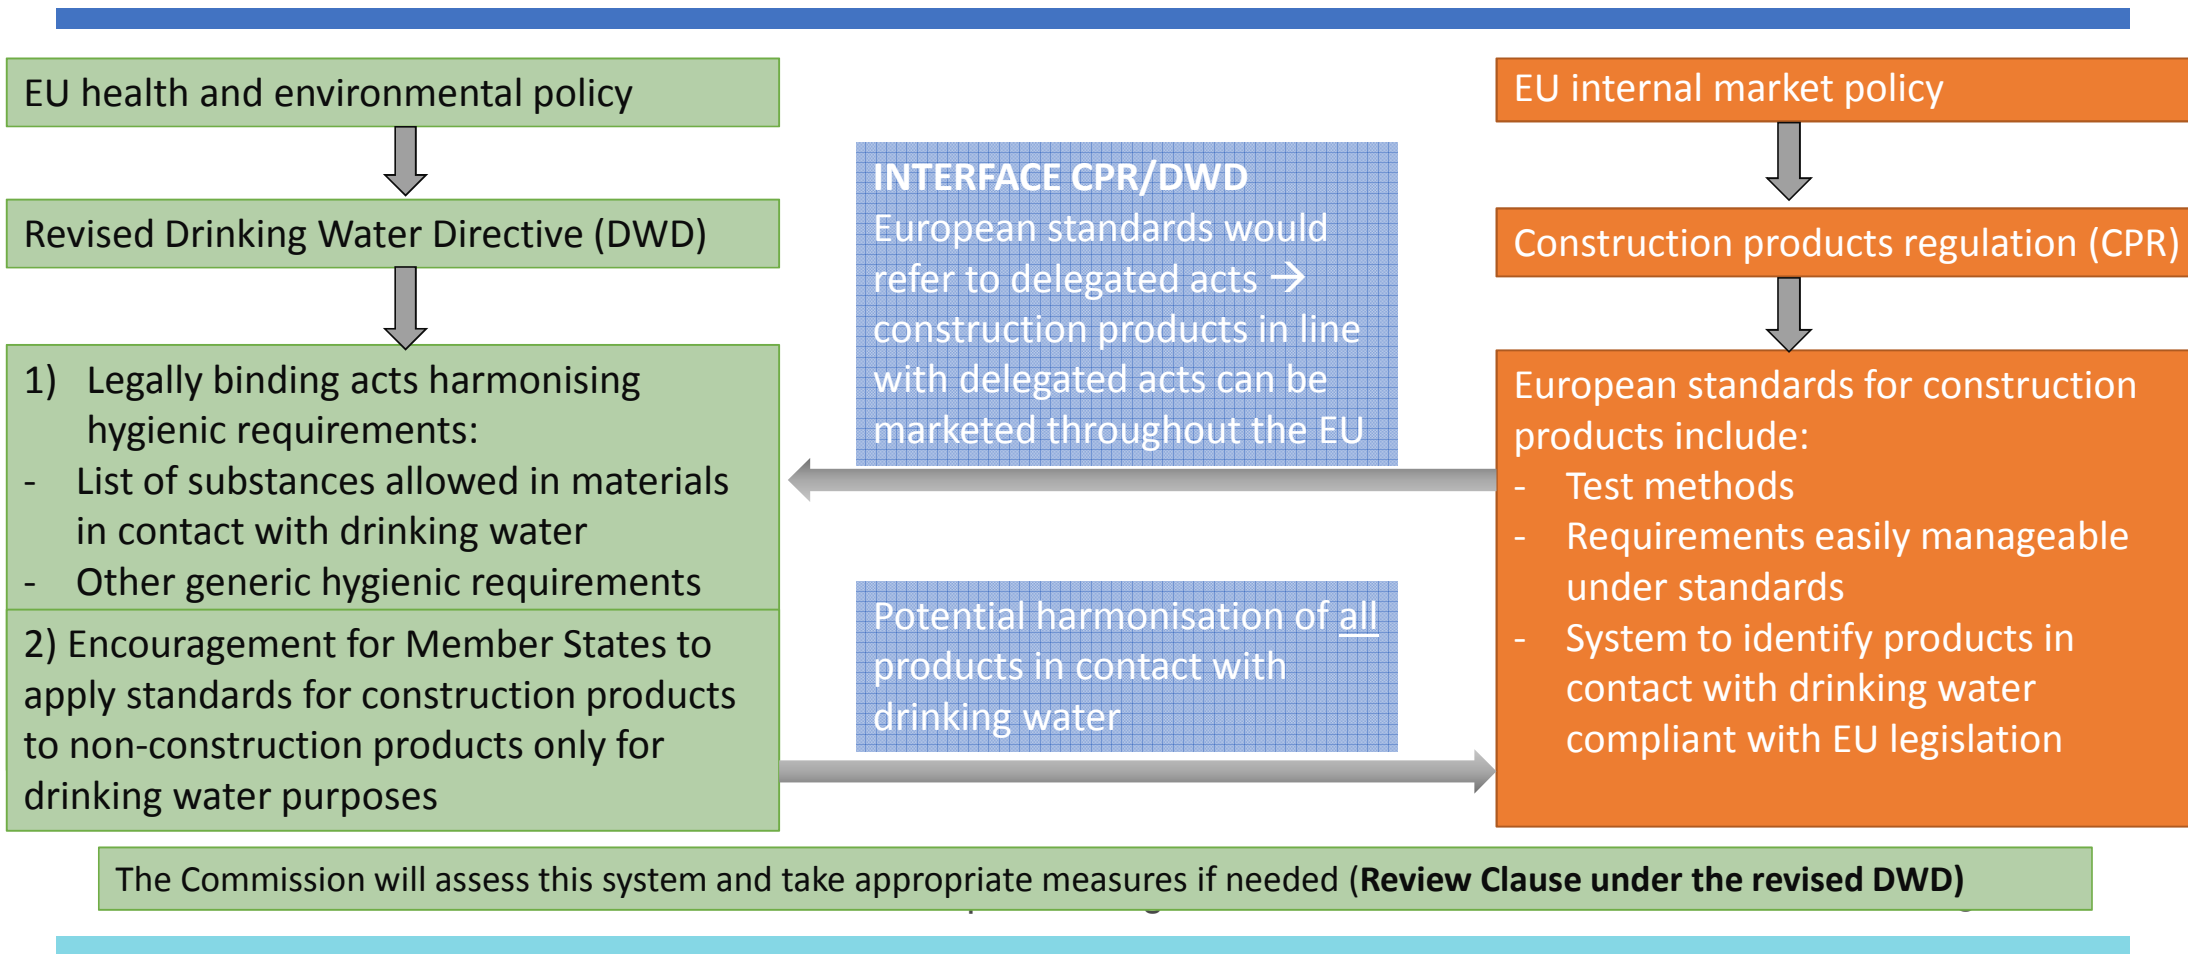 EU health and environmental policy
Revised Drinking Water Directive (DWD)
1) Legally binding acts harmonising
hygienic requirements:
- List of substances allowed in materials
in contact with drinking water
- Other generic hygienic requirements
2) Encouragement for Member States to
apply standards for construction products
to non-construction products only for
drinking water purposes
INTERFACE CPR/DWD
European standards would
refer to delegated acts →
construction products in line
with delegated acts can be
marketed throughout the EU
Potential harmonisation of all
products in contact with
drinking water
EU internal market policy
Construction products regulation (CPR)
European standards for construction
products include:
- Test methods
- Requirements easily manageable
under standards
- System to identify products in
contact with drinking water
compliant with EU legislation
The Commission will assess this system and take appropriate measures if needed (Review Clause under the revised DWD)